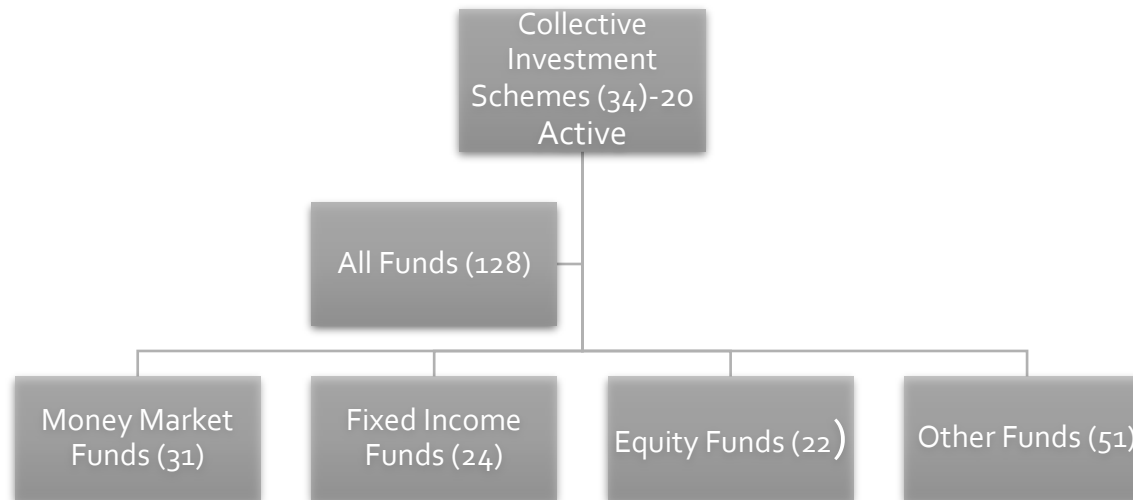 Collective
Investment
Schemes (34)-20
Active
All Funds (128)
Money Market
Funds (31)
Fixed Income
Funds (24)
Equity Funds (22)
Other Funds (51)